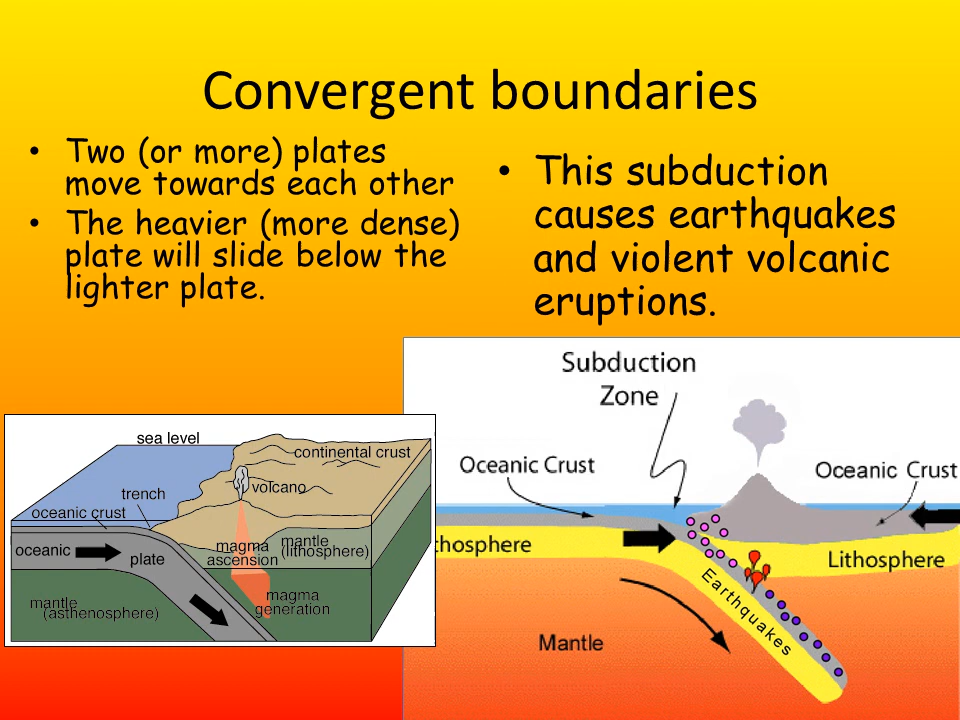 Convergent boundaries
• Two (or more) plates
move towards each other
• The heavier (more dense)
plate will slide below the
lighter plate.
• This subduction
causes earthquakes
and violent volcanic
eruptions.
sea level
continental crust
volcano
trench
oceanic crust
oceanic
plate
magma
ascension
mantle
(lithosphere)
magma
generation
mantle
(asthenosphere)
Subduction
Zone
Oceanic Crust
Oceanic Crust
thosphere
Lithosphere
Earthquakes
Mantle